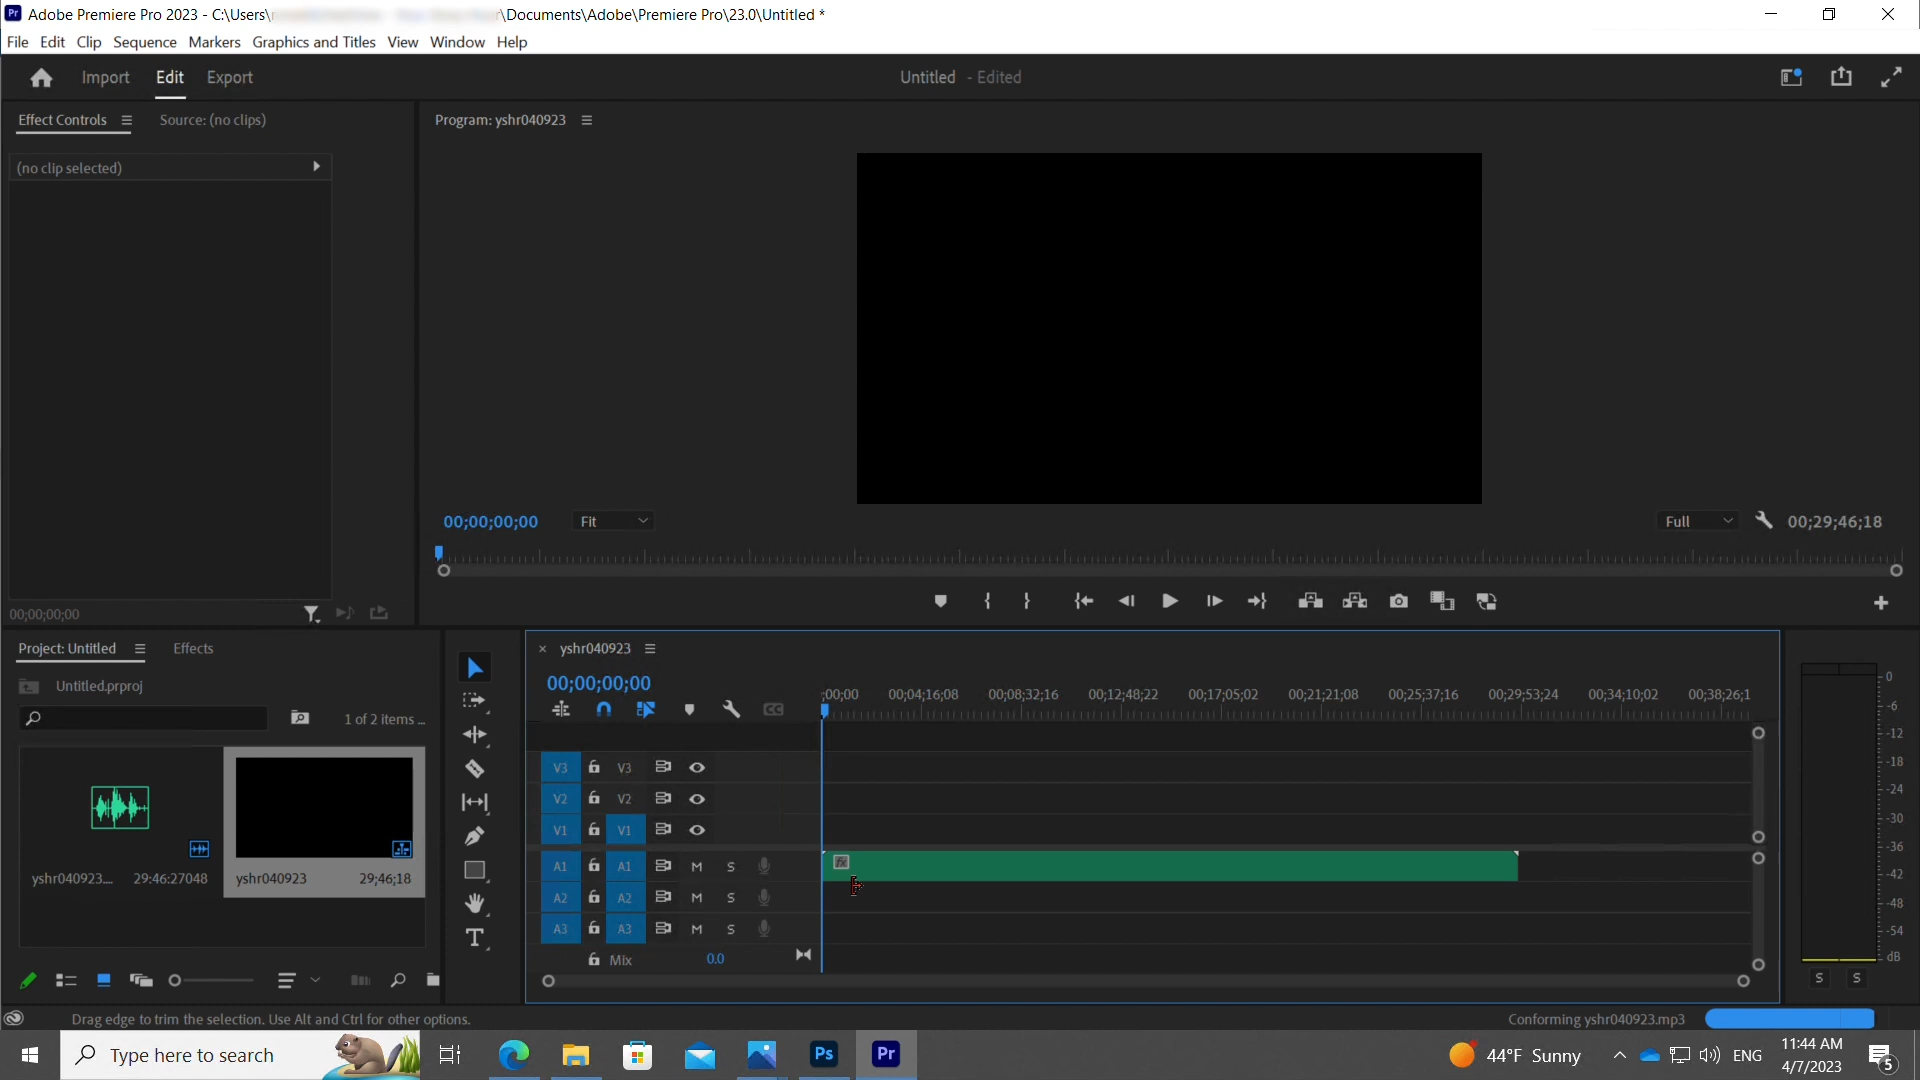 Adobe Premiere Pro 2023 - C:\Users\ \Documents\Adobe\Premiere Pro\23.0\Untitled *
File Edit Clip Sequence Markers Graphics and Titles View Window Help
Import Edit Export Untitled - Edited
Effect Controls Source: (no clips) Program: yshr040923
(no clip selected)
00;00;00;00 Fit Full 00;29;46;18
00;00;00;00
Project: Untitled Effects
Untitled.prproj
1 of 2 items ...
yshr040923.... 29:46:27048 yshr040923 29;46;18
yshr040923
00;00;00;00
;00;00 00;04;16;08 00;08;32;16 00;12;48;22 00;17;05;02 00;21;21;08 00;25;37;16 00;29;53;24 00;34;10;02 00;38;26;1
CC
V3 V3
V2 V2
V1 V1
fx
A1 A1 M S
A2 A2 M S
A3 A3 M S
Mix 0.0
0
-6
-12
-18
-24
-30
-36
-42
-48
-54
dB
S S
Drag edge to trim the selection. Use Alt and Ctrl for other options. Conforming yshr040923.mp3
Type here to search Ps Pr 44°F Sunny ENG 11:44 AM
4/7/2023 5